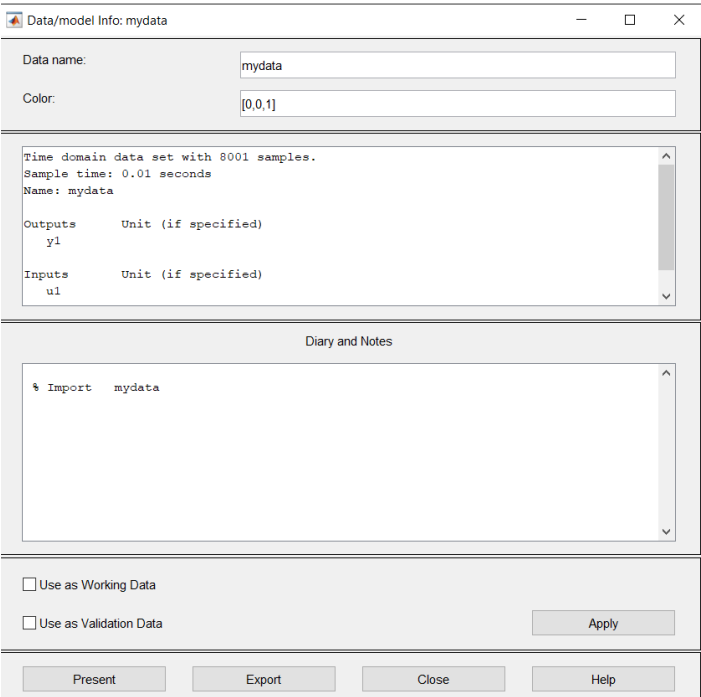 Data/model Info: mydata
Data name:
mydata
Color:
[0,0,1]
Time domain data set with 8001 samples.
Sample time: 0.01 seconds
Name: mydata
Outputs Unit (if specified)
y1
Inputs Unit (if specified)
u1
Diary and Notes
% Import mydata
Use as Working Data
Use as Validation Data
Apply
Present Export Close Help